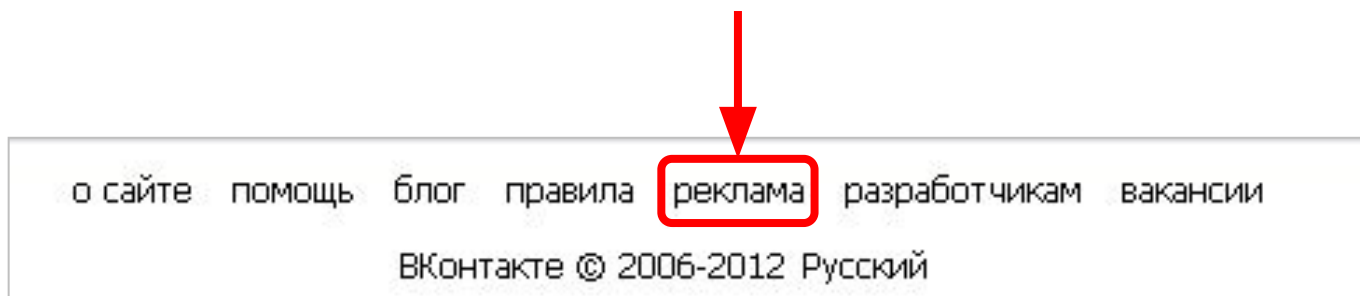 о сайте помощь блог правила реклама разработчикам вакансии
ВКонтакте © 2006-2012 Русский